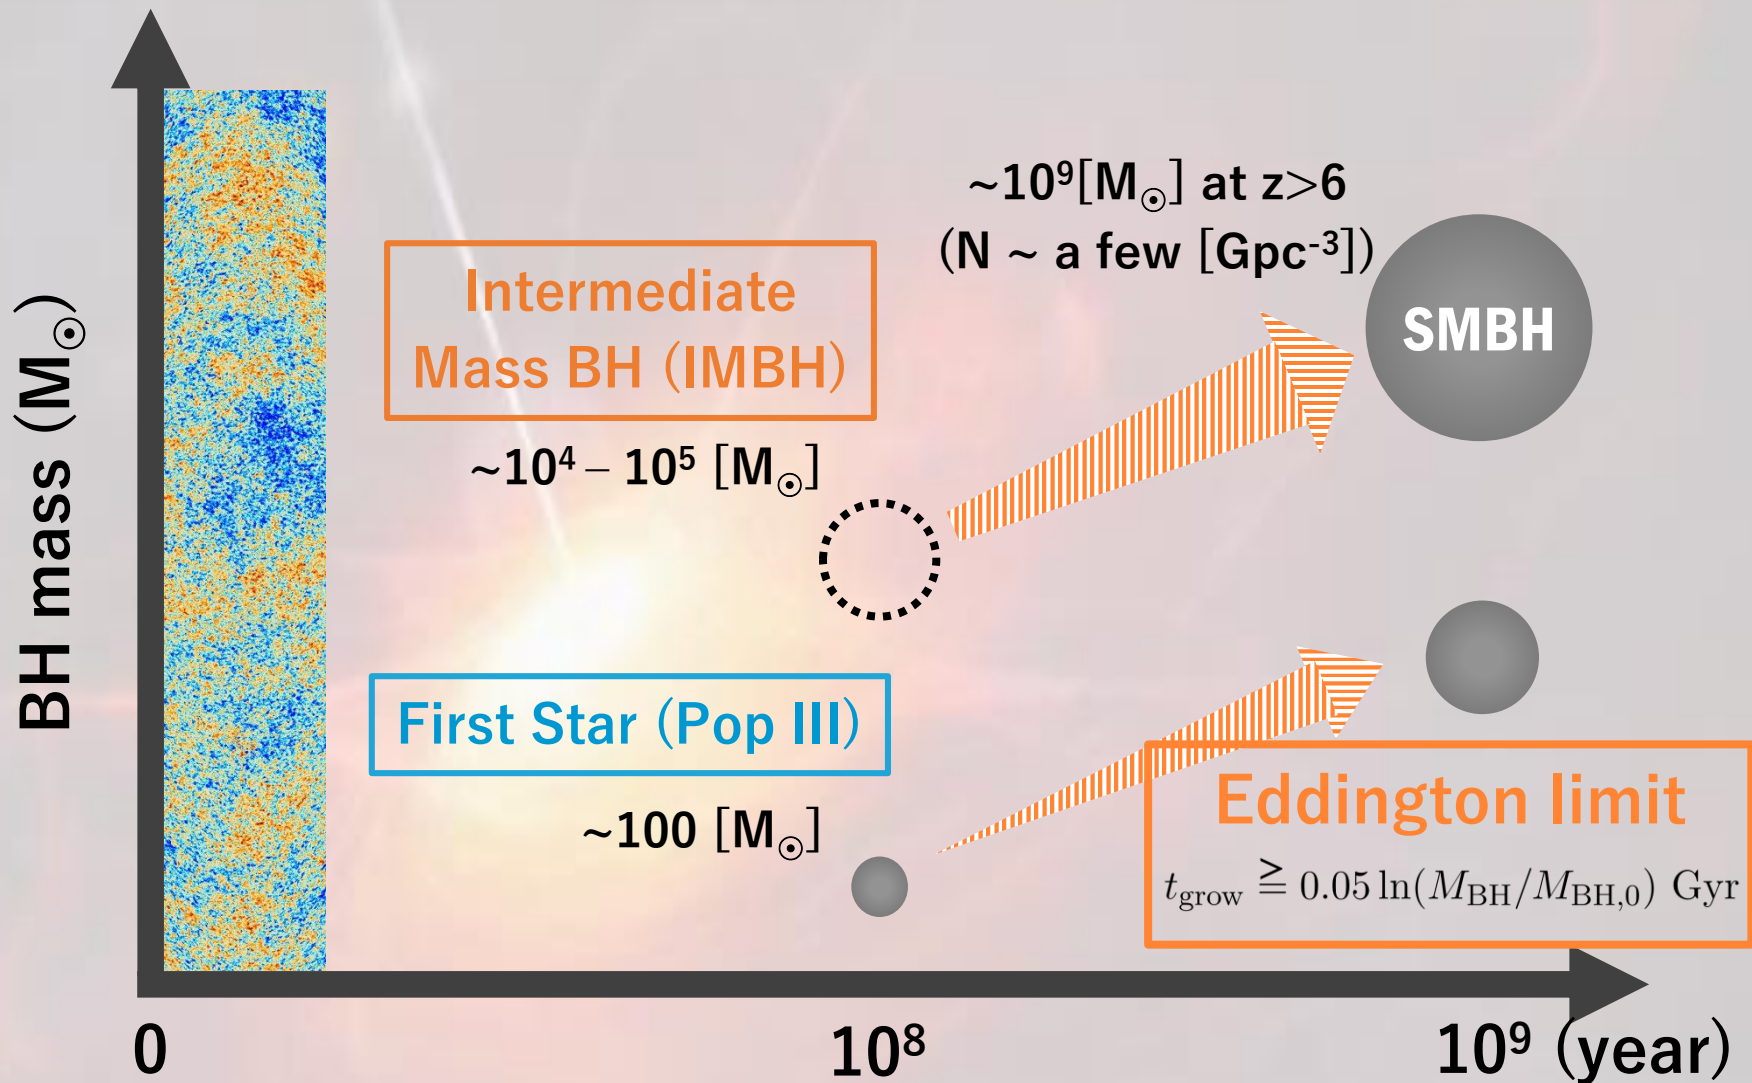 BH mass (M☉)
~10⁹[M☉] at z>6
(N ~ a few [Gpc⁻³])
SMBH
Intermediate
Mass BH (IMBH)
~10⁴ – 10⁵ [M☉]
First Star (Pop III)
~100 [M☉]
Eddington limit
t_grow ≧ 0.05 ln(M_BH/M_BH,0) Gyr
0
10⁸
10⁹ (year)